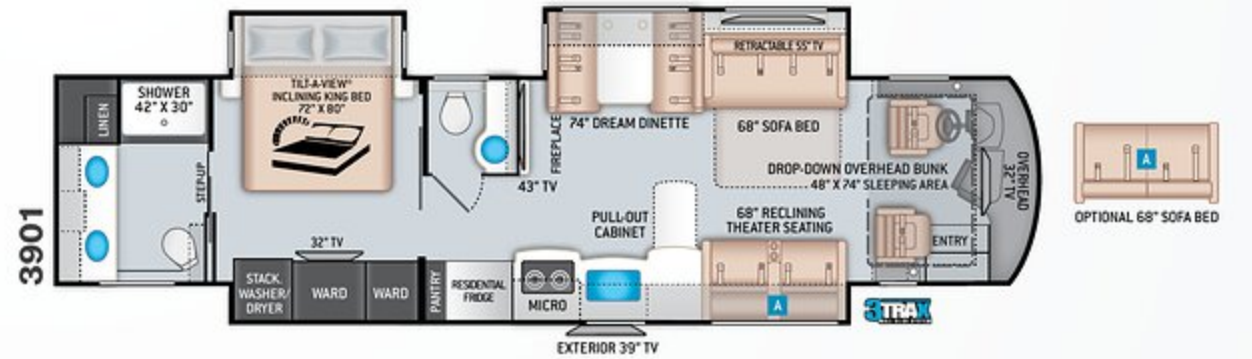 3901
LINEN
SHOWER
42" X 30"
STEP-UP
TILT-A-VIEW®
INCLINING KING BED
72" X 80"
32" TV
STACK.
WASHER/
DRYER
WARD
WARD
PANTRY
RESIDENTIAL
FRIDGE
MICRO
EXTERIOR 39" TV
43" TV
FIREPLACE
74" DREAM DINETTE
RETRACTABLE 55" TV
68" SOFA BED
DROP-DOWN OVERHEAD BUNK
48" X 74" SLEEPING AREA
PULL-OUT
CABINET
68" RECLINING
THEATER SEATING
A
ENTRY
OVERHEAD
32" TV
3TRAX
A
OPTIONAL 68" SOFA BED